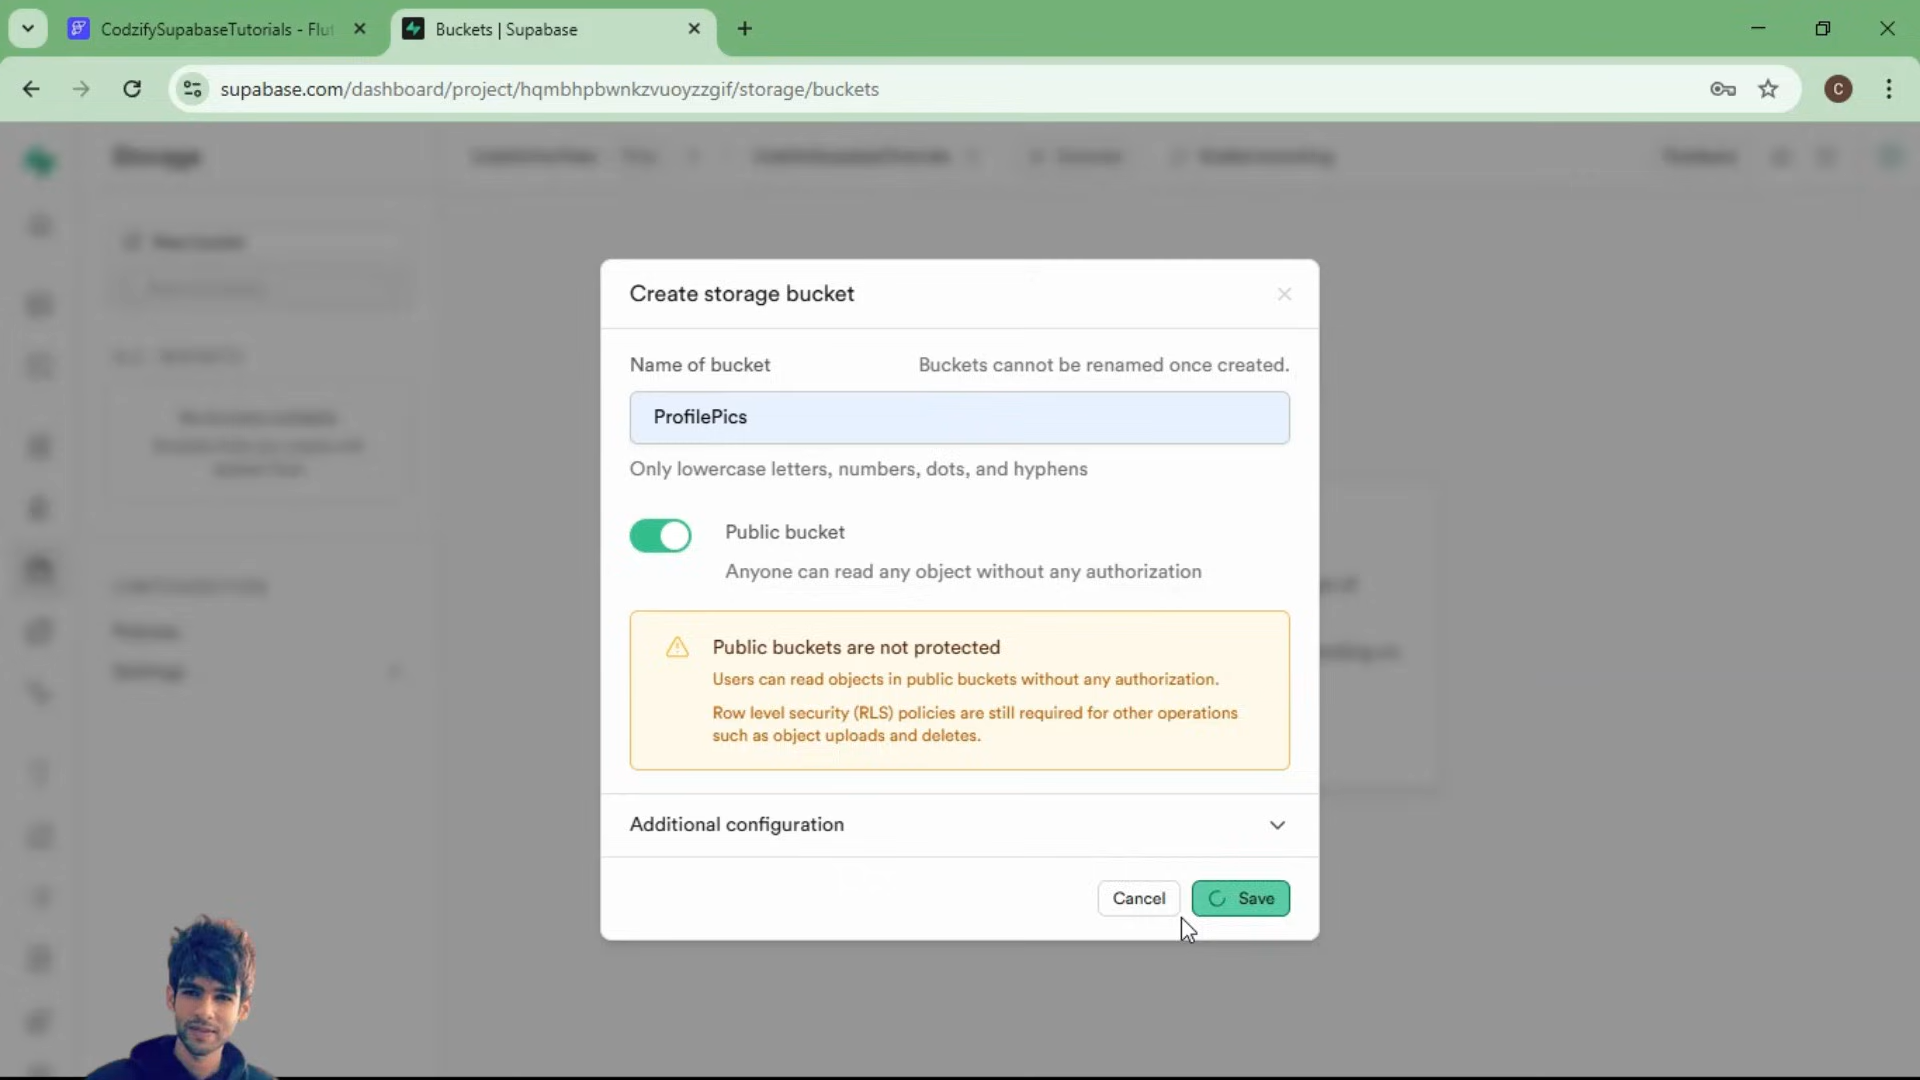 CodzifySupabaseTutorials - Flut
Buckets | Supabase
supabase.com/dashboard/project/hqmbhpbwnkzvuoyzzgif/storage/buckets
C
Storage
Create storage bucket
Name of bucket
Buckets cannot be renamed once created.
ProfilePics
Only lowercase letters, numbers, dots, and hyphens
Public bucket
Anyone can read any object without any authorization
Public buckets are not protected
Users can read objects in public buckets without any authorization.
Row level security (RLS) policies are still required for other operations
such as object uploads and deletes.
Additional configuration
Cancel
Save